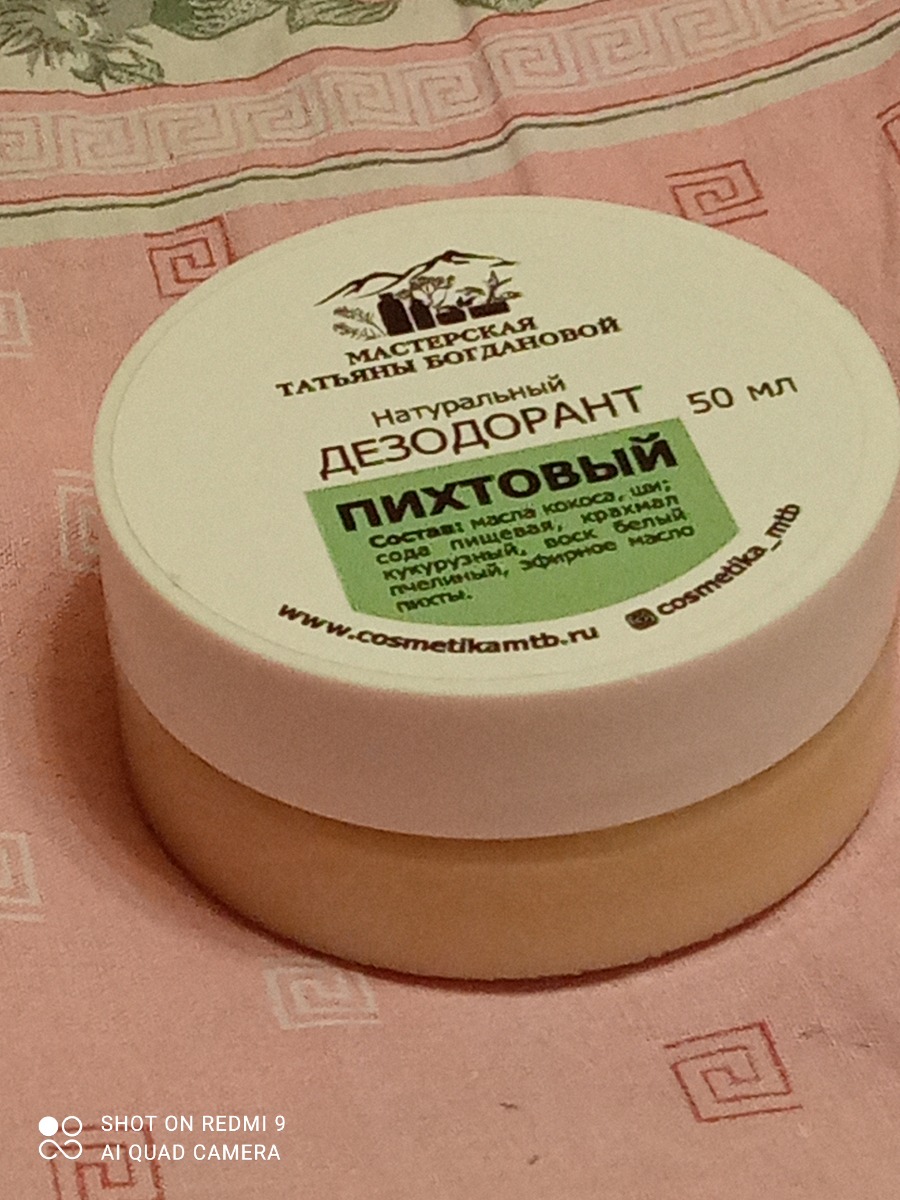 МАСТЕРСКАЯ
ТАТЬЯНЫ БОГДАНОВОЙ
Натуральный
ДЕЗОДОРАНТ 50 мл
ПИХТОВЫЙ
Состав: масла кокоса, ши;
сода пищевая, крахмал
кукурузный, воск белый
пчелиный, эфирное масло
пихты.
www.cosmetikamtb.ru cosmetika_mtb
SHOT ON REDMI 9
AI QUAD CAMERA